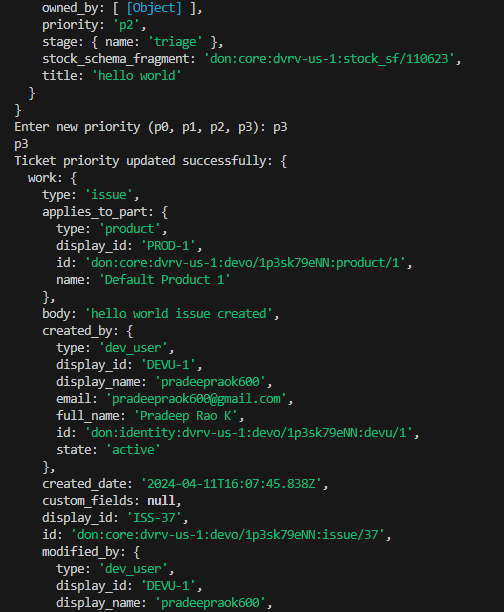 owned_by: [ [Object] ],
priority: 'p2',
stage: { name: 'triage' },
stock_schema_fragment: 'don:core:dvrv-us-1:stock_sf/110623',
title: 'hello world'
}
}
Enter new priority (p0, p1, p2, p3): p3
p3
Ticket priority updated successfully: {
work: {
type: 'issue',
applies_to_part: {
type: 'product',
display_id: 'PROD-1',
id: 'don:core:dvrv-us-1:devo/1p3sk79eNN:product/1',
name: 'Default Product 1'
},
body: 'hello world issue created',
created_by: {
type: 'dev_user',
display_id: 'DEVU-1',
display_name: 'pradeepraok600',
email: 'pradeepraok600@gmail.com',
full_name: 'Pradeep Rao K',
id: 'don:identity:dvrv-us-1:devo/1p3sk79eNN:devu/1',
state: 'active'
},
created_date: '2024-04-11T16:07:45.838Z',
custom_fields: null,
display_id: 'ISS-37',
id: 'don:core:dvrv-us-1:devo/1p3sk79eNN:issue/37',
modified_by: {
type: 'dev_user',
display_id: 'DEVU-1',
display_name: 'pradeepraok600',